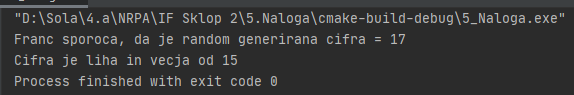 "D:\Sola\4.a\NRPA\IF Sklop 2\5.Naloga\cmake-build-debug\5_Naloga.exe"
Franc sporoca, da je random generirana cifra = 17
Cifra je liha in vecja od 15
Process finished with exit code 0